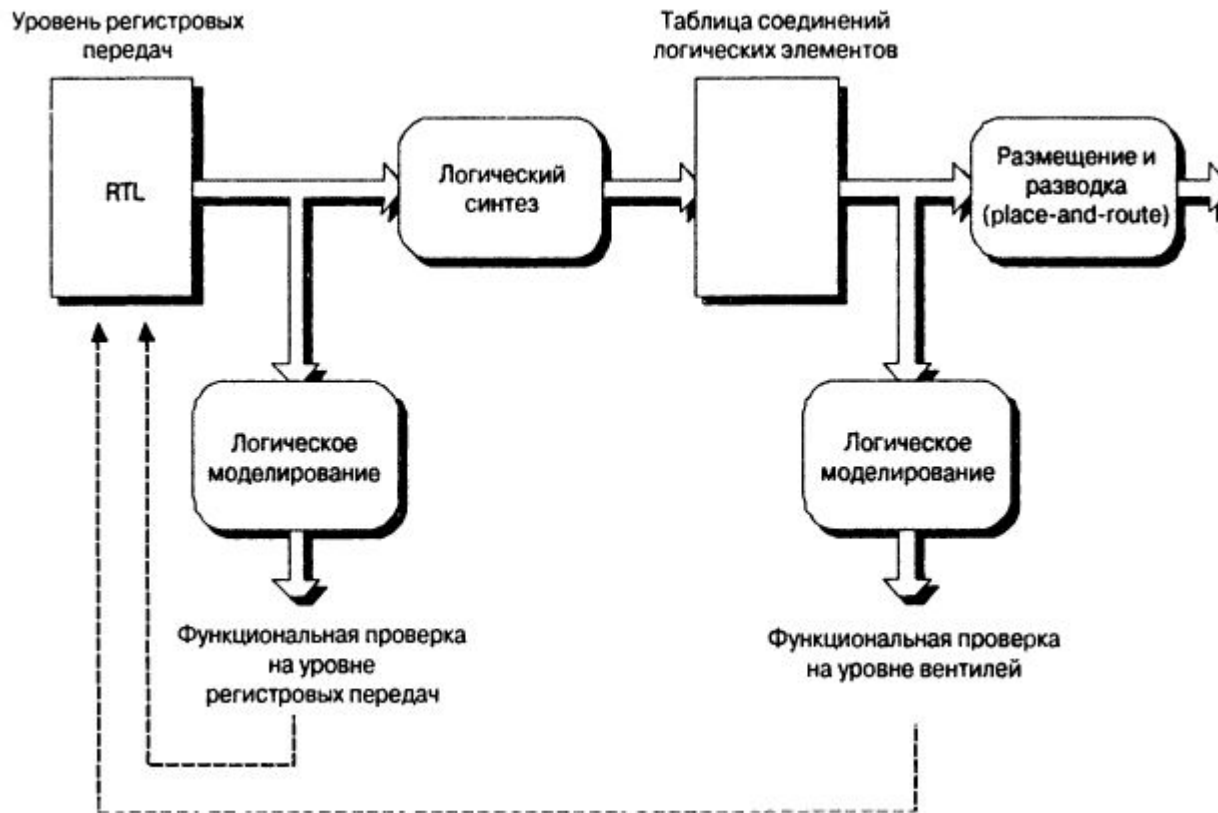 Уровень регистровых
передач
Таблица соединений
логических элементов
RTL
Логический
синтез
Размещение и
разводка
(place-and-route)
Логическое
моделирование
Логическое
моделирование
Функциональная проверка
на уровне
регистровых передач
Функциональная проверка
на уровне вентилей